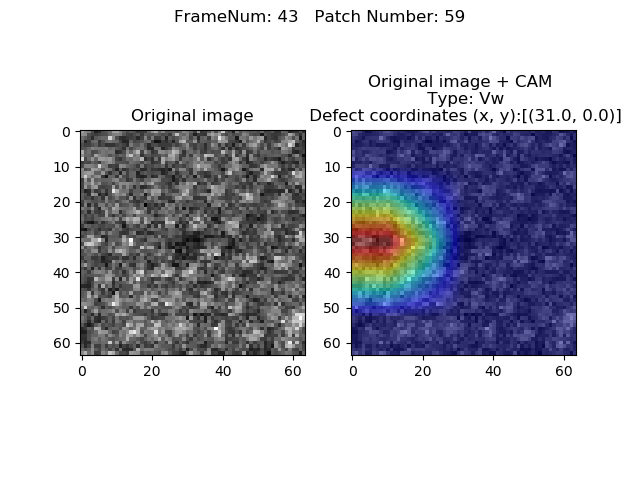 FrameNum: 43   Patch Number: 59
Original image
Original image + CAM
Type: Vw
Defect coordinates (x, y):[(31.0, 0.0)]
0
10
20
30
40
50
60
0 20 40 60
0
10
20
30
40
50
60
0 20 40 60